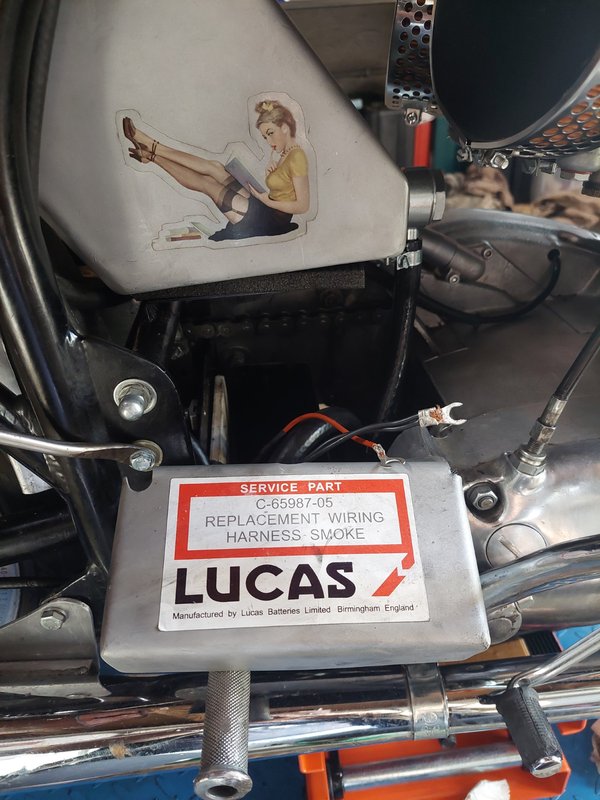 SERVICE PART
C-65987-05
REPLACEMENT WIRING
HARNESS SMOKE
LUCAS
Manufactured by Lucas Batteries Limited Birmingham England